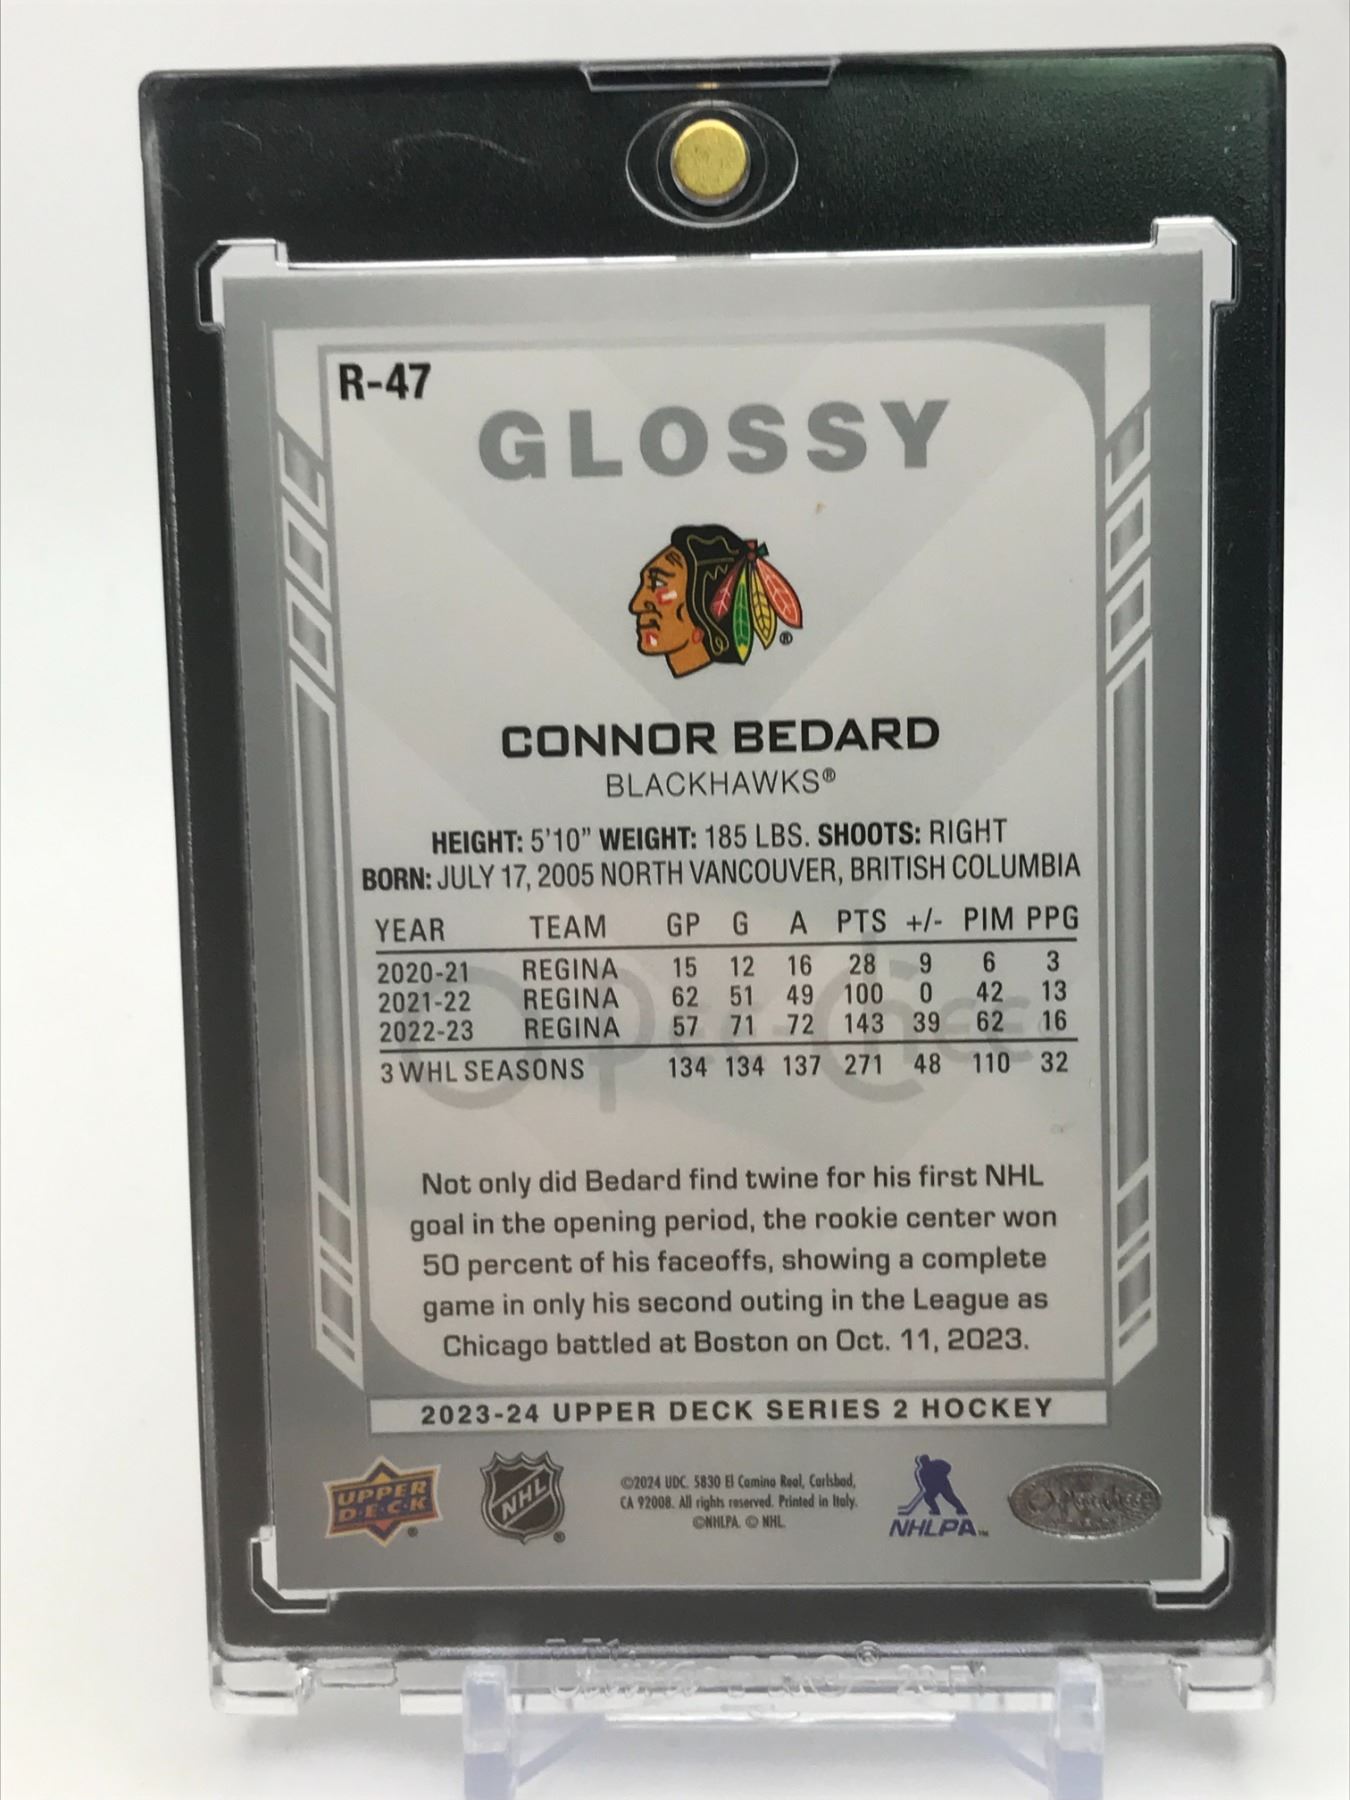 R-47
GLOSSY
®
CONNOR BEDARD
BLACKHAWKS®
HEIGHT: 5'10" WEIGHT: 185 LBS. SHOOTS: RIGHT
BORN: JULY 17, 2005 NORTH VANCOUVER, BRITISH COLUMBIA
YEAR TEAM GP G A PTS +/- PIM PPG
2020-21 REGINA 15 12 16 28 9 6 3
2021-22 REGINA 62 51 49 100 0 42 13
2022-23 REGINA 57 71 72 143 39 62 16
3 WHL SEASONS 134 134 137 271 48 110 32
O-Pee-Chee
Not only did Bedard find twine for his first NHL
goal in the opening period, the rookie center won
50 percent of his faceoffs, showing a complete
game in only his second outing in the League as
Chicago battled at Boston on Oct. 11, 2023.
2023-24 UPPER DECK SERIES 2 HOCKEY
UPPER
D·E·C·K
®
NHL
®
©2024 UDC. 5830 El Camino Real, Carlsbad,
CA 92008. All rights reserved. Printed in Italy.
©NHLPA. © NHL.
NHLPA™